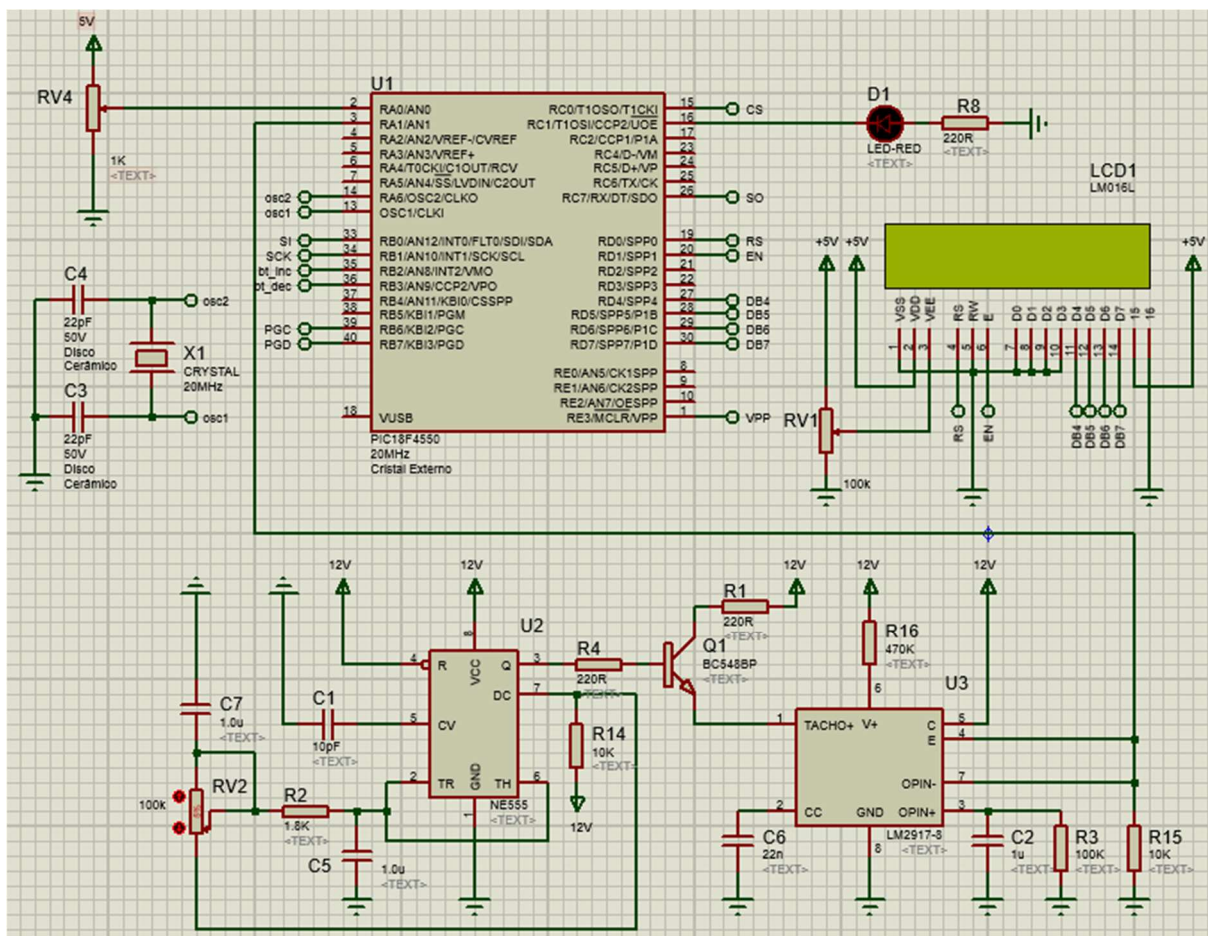 5V
RV4
1K
<TEXT>
U1
2
3
4
5
6
7
14
13
33
34
35
36
37
38
39
40
18
RA0/AN0
RA1/AN1
RA2/AN2/VREF-/CVREF
RA3/AN3/VREF+
RA4/T0CKI/C1OUT/RCV
RA5/AN4/SS/LVDIN/C2OUT
RA6/OSC2/CLKO
OSC1/CLKI
RB0/AN12/INT0/FLT0/SDI/SDA
RB1/AN10/INT1/SCK/SCL
RB2/AN8/INT2/VMO
RB3/AN9/CCP2/VPO
RB4/AN11/KBI0/CSSPP
RB5/KBI1/PGM
RB6/KBI2/PGC
RB7/KBI3/PGD
VUSB
osc2
osc1
SI
SCK
bt_inc
bt_dec
PGC
PGD
RC0/T1OSO/T1CKI
RC1/T1OSI/CCP2/UOE
RC2/CCP1/P1A
RC4/D-/VM
RC5/D+/VP
RC6/TX/CK
RC7/RX/DT/SDO
RD0/SPP0
RD1/SPP1
RD2/SPP2
RD3/SPP3
RD4/SPP4
RD5/SPP5/P1B
RD6/SPP6/P1C
RD7/SPP7/P1D
RE0/AN5/CK1SPP
RE1/AN6/CK2SPP
RE2/AN7/OESPP
RE3/MCLR/VPP
15
16
17
23
24
25
26
19
20
21
22
27
28
29
30
8
9
10
1
CS
SO
RS
EN
DB4
DB5
DB6
DB7
VPP
PIC18F4550
20MHz
Cristal Externo
D1
LED-RED
<TEXT>
R8
220R
<TEXT>
LCD1
LM016L
+5V
+5V
+5V
VSS
VDD
VEE
RS
RW
E
D0
D1
D2
D3
D4
D5
D6
D7
15
16
1
2
3
4
5
6
7
8
9
10
11
12
13
14
RS
EN
DB4
DB5
DB6
DB7
RV1
100k
C4
22pF
50V
Disco
Cerâmico
osc2
X1
CRYSTAL
20MHz
C3
22pF
50V
Disco
Cerâmico
osc1
12V
12V
12V
12V
12V
U2
4
8
3
7
5
2
6
1
R
VCC
Q
DC
CV
TR
GND
TH
NE555
<TEXT>
R4
220R
<TEXT>
R1
220R
<TEXT>
Q1
BC548BP
<TEXT>
R16
470K
<TEXT>
C7
1.0u
<TEXT>
C1
10pF
<TEXT>
R14
10K
<TEXT>
12V
RV2
100k
R2
1.8K
<TEXT>
C5
1.0u
<TEXT>
U3
1
6
5
4
7
2
3
8
TACHO+
V+
C
E
OPIN-
CC
GND
OPIN+
LM2917-8
<TEXT>
C6
22n
<TEXT>
C2
1u
<TEXT>
R3
100K
<TEXT>
R15
10K
<TEXT>